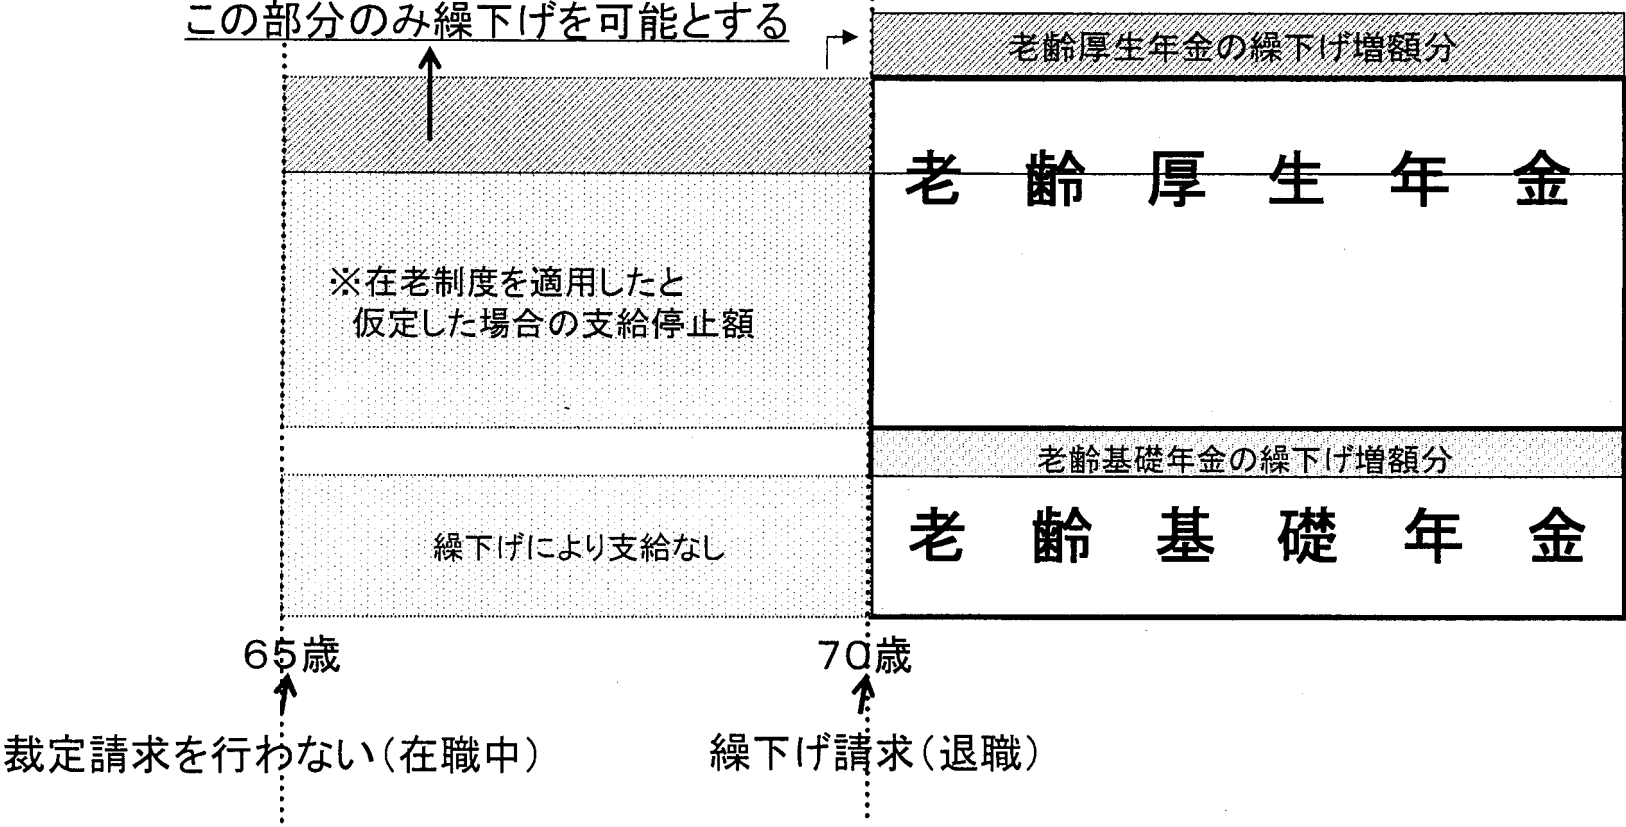 この部分のみ繰下げを可能とする
老齢厚生年金の繰下げ増額分
老齢厚生年金
※在老制度を適用したと
仮定した場合の支給停止額
老齢基礎年金の繰下げ増額分
繰下げにより支給なし
老齢基礎年金
65歳
70歳
裁定請求を行わない(在職中)
繰下げ請求(退職)